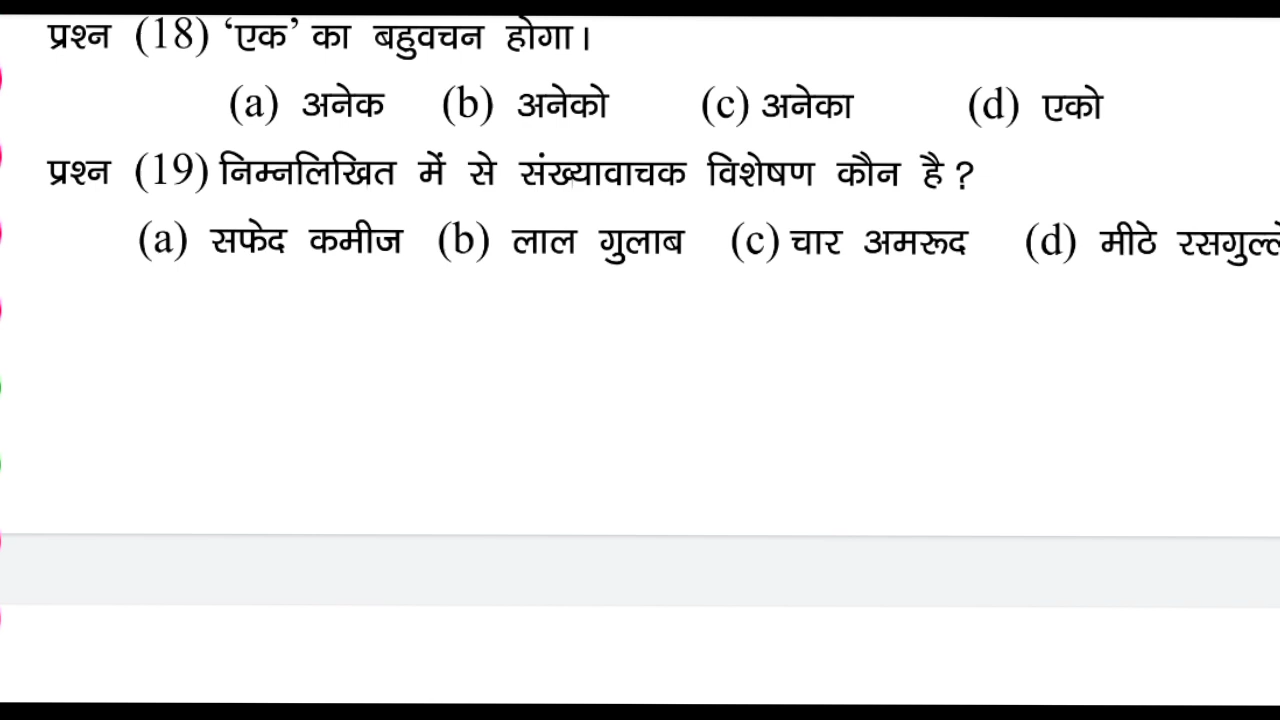 प्रश्न (18) ‘एक’ का बहुवचन होगा।
(a) अनेक (b) अनेको (c) अनेका (d) एको
प्रश्न (19) निम्नलिखित में से संख्यावाचक विशेषण कौन है ?
(a) सफेद कमीज (b) लाल गुलाब (c) चार अमरूद (d) मीठे